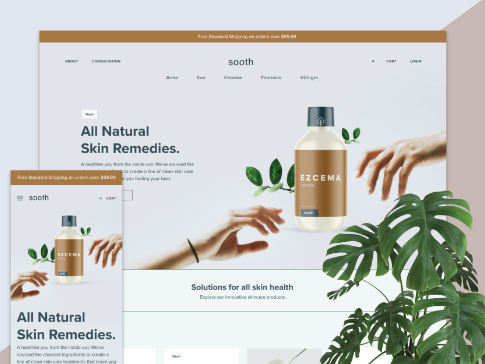 Free Standard Shipping on orders over $99.99
ABOUT CONSULTATION sooth CART LOGIN
Acne Sun Eczema Psoriasis Vitiligo
New!
All Natural
Skin Remedies.
A healthier you from the inside out. We've sourced the
to create a line of clean skin care
you feeling your best.
EZCEMA
sooth
Solutions for all skin health
Explore our innovative skincare products
New!
Free Standard Shipping on orders over $99.99
sooth CART
EZCEMA
All Natural
Skin Remedies.
A healthier you from the inside out. We've
sourced the cleanest ingredients to create a
line of clean skin care treatments that leave you